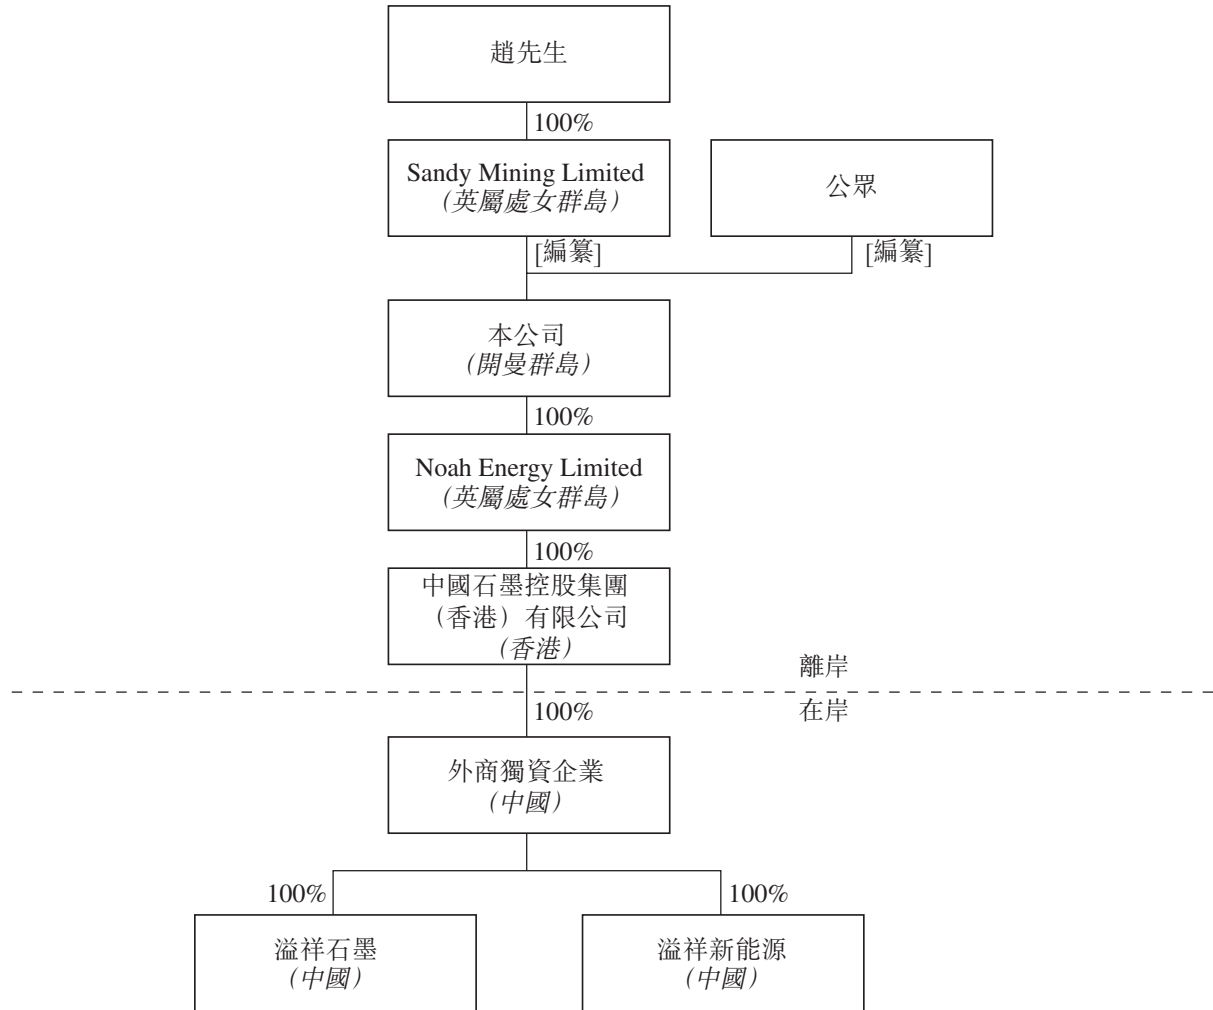 趙先生
100%
Sandy Mining Limited
（英屬處女群島）
公眾
[編纂]
[編纂]
本公司
（開曼群島）
100%
Noah Energy Limited
（英屬處女群島）
100%
中國石墨控股集團
（香港）有限公司
（香港）
離岸
100%
在岸
外商獨資企業
（中國）
100%
100%
溢祥石墨
（中國）
溢祥新能源
（中國）